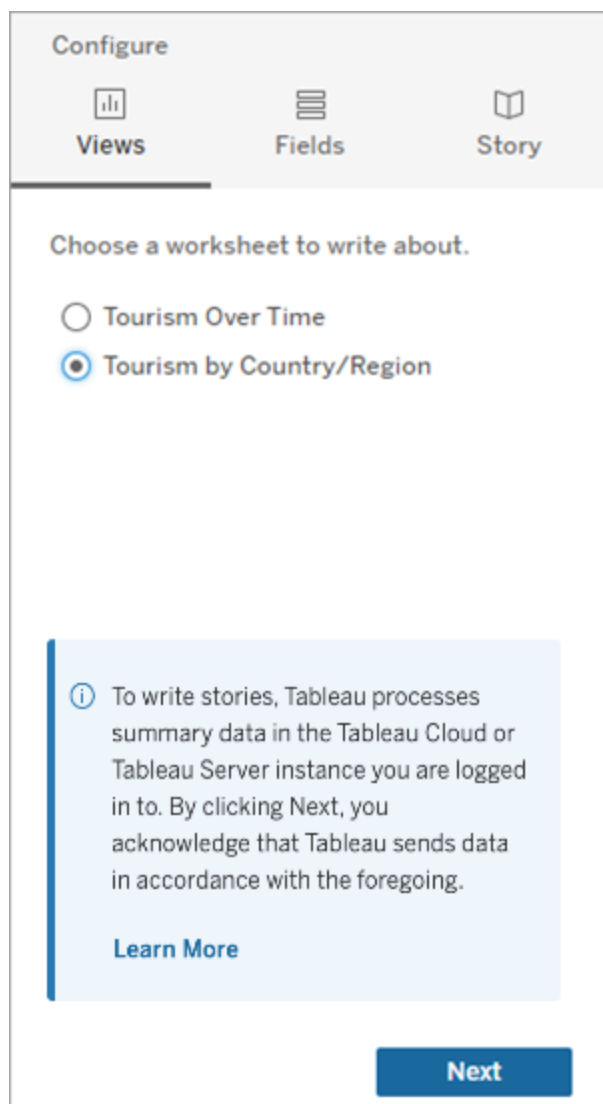 Configure
Views Fields Story
Choose a worksheet to write about.
Tourism Over Time
Tourism by Country/Region
To write stories, Tableau processes
summary data in the Tableau Cloud or
Tableau Server instance you are logged
in to. By clicking Next, you
acknowledge that Tableau sends data
in accordance with the foregoing.
Learn More
Next